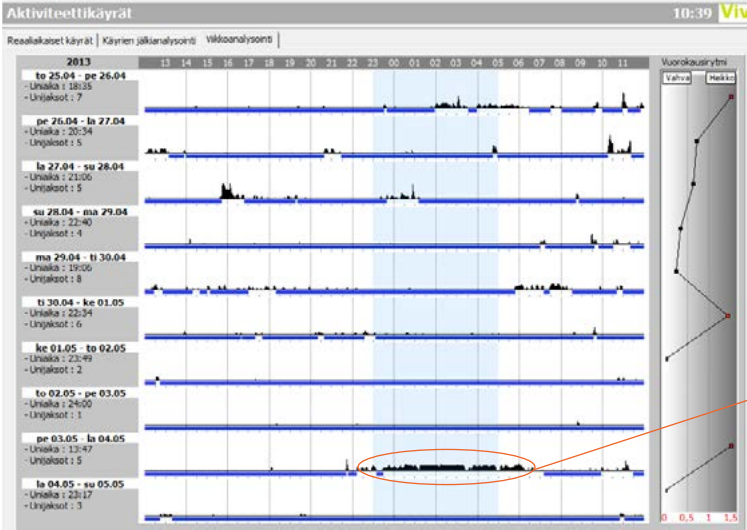 Aktiviteettikäyrät 10:39 Viv
Reaaliaikaiset käyrät Käyrien jälkianalysointi Viikkoanalysointi
2013 13 14 15 16 17 18 19 20 21 22 23 00 01 02 03 04 05 06 07 08 09 10 11 Vuorokausirytmi
Vahva Heikko
to 25.04 - pe 26.04
- Uniaika : 18:35
- Unijaksot : 7
pe 26.04 - la 27.04
- Uniaika : 20:34
- Unijaksot : 5
la 27.04 - su 28.04
- Uniaika : 21:06
- Unijaksot : 5
su 28.04 - ma 29.04
- Uniaika : 22:40
- Unijaksot : 4
ma 29.04 - ti 30.04
- Uniaika : 19:06
- Unijaksot : 8
ti 30.04 - ke 01.05
- Uniaika : 22:34
- Unijaksot : 6
ke 01.05 - to 02.05
- Uniaika : 23:49
- Unijaksot : 2
to 02.05 - pe 03.05
- Uniaika : 24:00
- Unijaksot : 1
pe 03.05 - la 04.05
- Uniaika : 13:47
- Unijaksot : 5
la 04.05 - su 05.05
- Uniaika : 23:17
- Unijaksot : 3
0 0,5 1 1,5